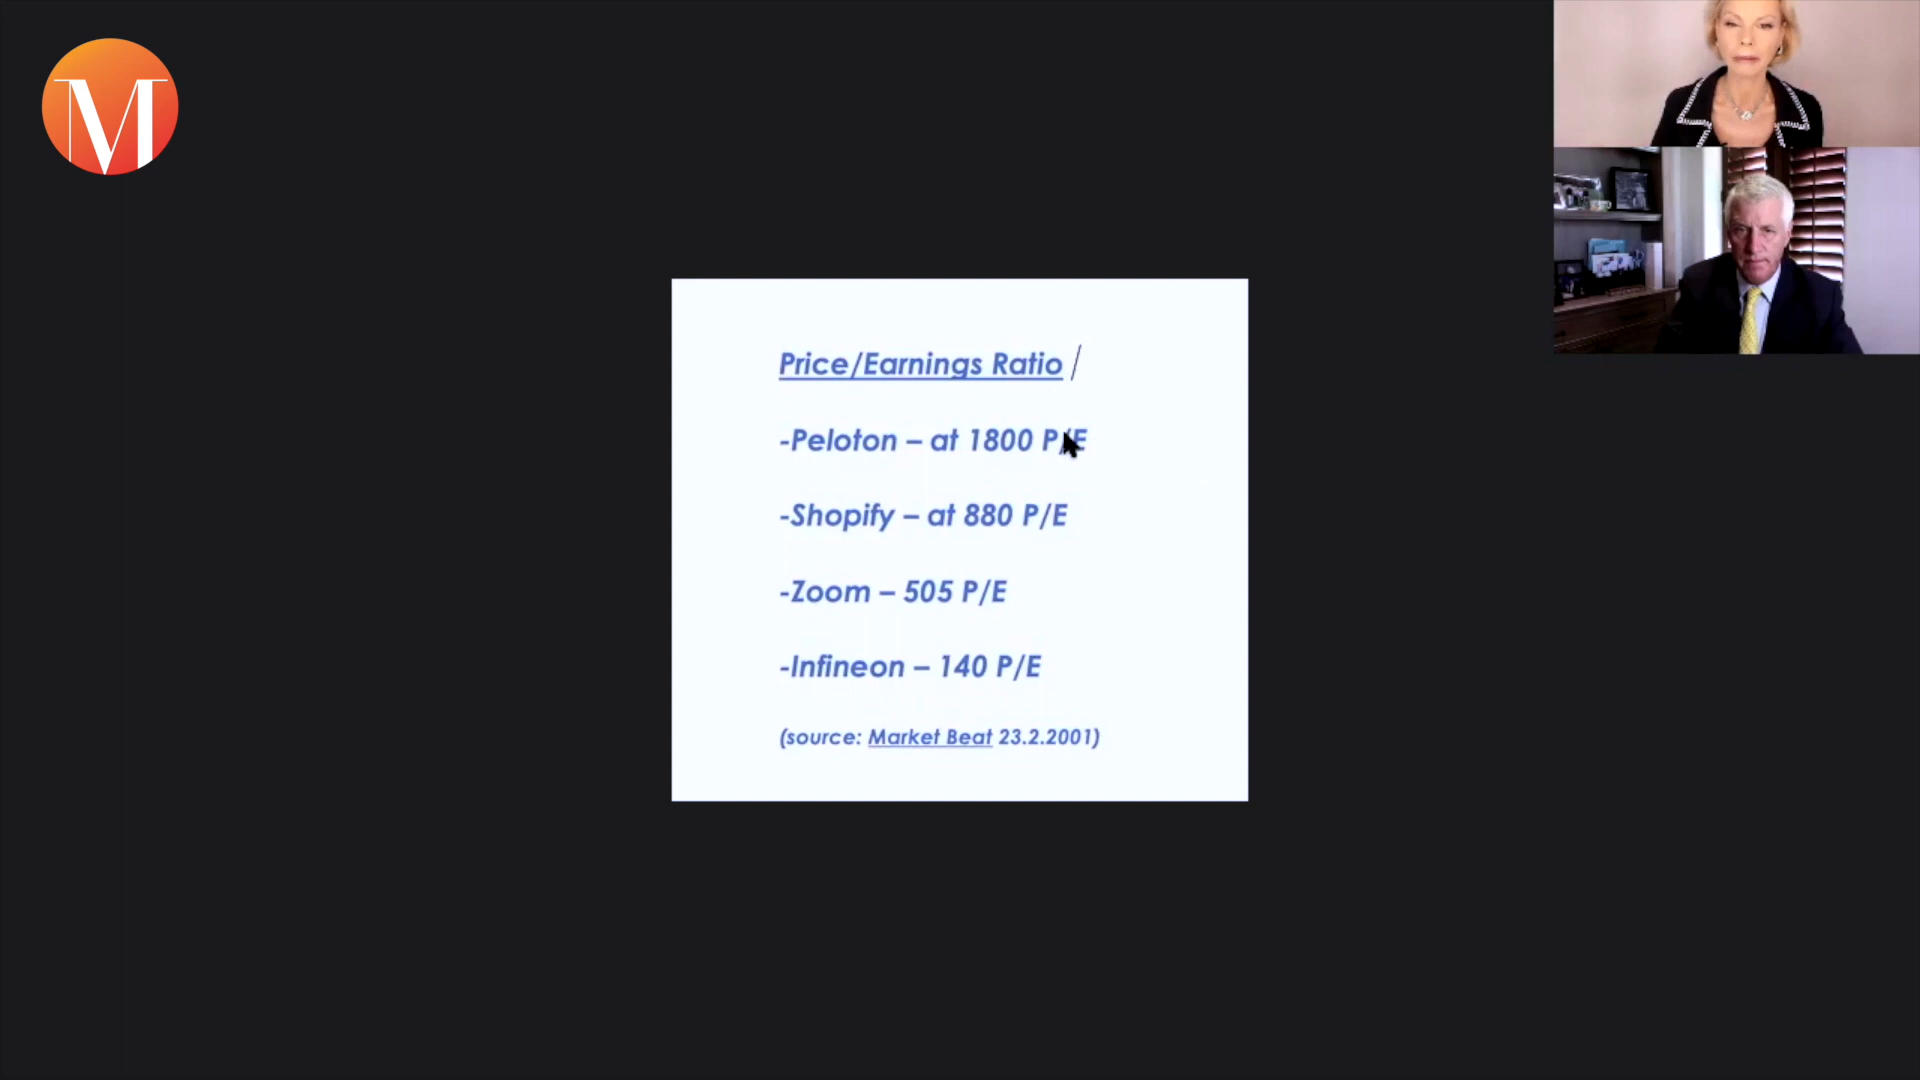 M
Price/Earnings Ratio /
-Peloton – at 1800 P/E
-Shopify – at 880 P/E
-Zoom – 505 P/E
-Infineon – 140 P/E
(source: Market Beat 23.2.2001)